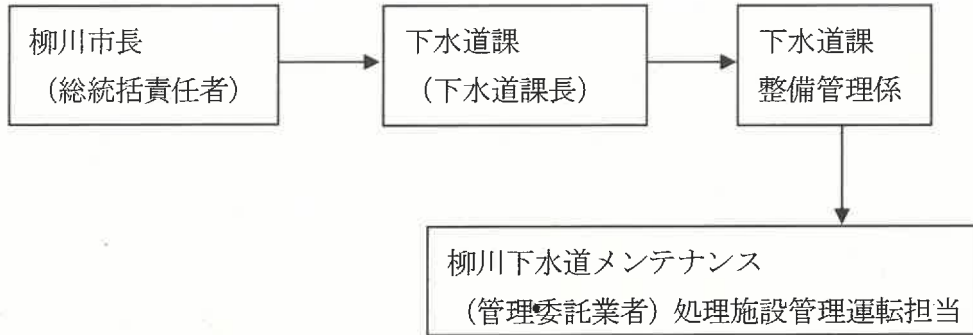 柳川市長
（総統括責任者）
下水道課
（下水道課長）
下水道課
整備管理係
柳川下水道メンテナンス
（管理委託業者）処理施設管理運転担当